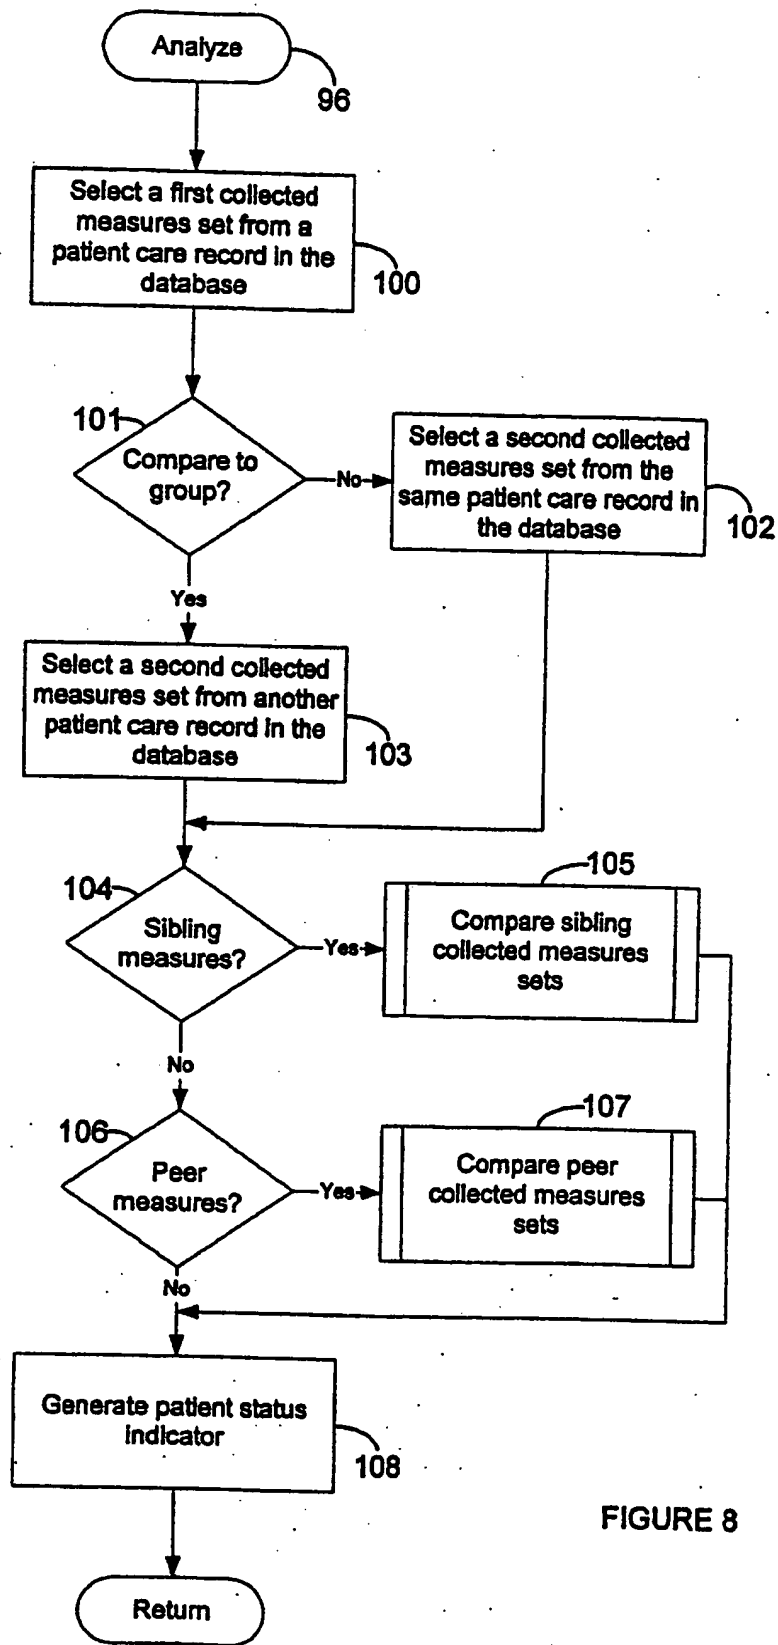 Analyze
96
Select a first collected
measures set from a
patient care record in the
database
100
101
Compare to
group?
No
Select a second collected
measures set from the
same patient care record in
the database
102
Yes
Select a second collected
measures set from another
patient care record in the
database
103
104
Sibling
measures?
Yes
105
Compare sibling
collected measures
sets
No
106
Peer
measures?
Yes
107
Compare peer
collected measures
sets
No
Generate patient status
indicator
108
FIGURE 8
Return